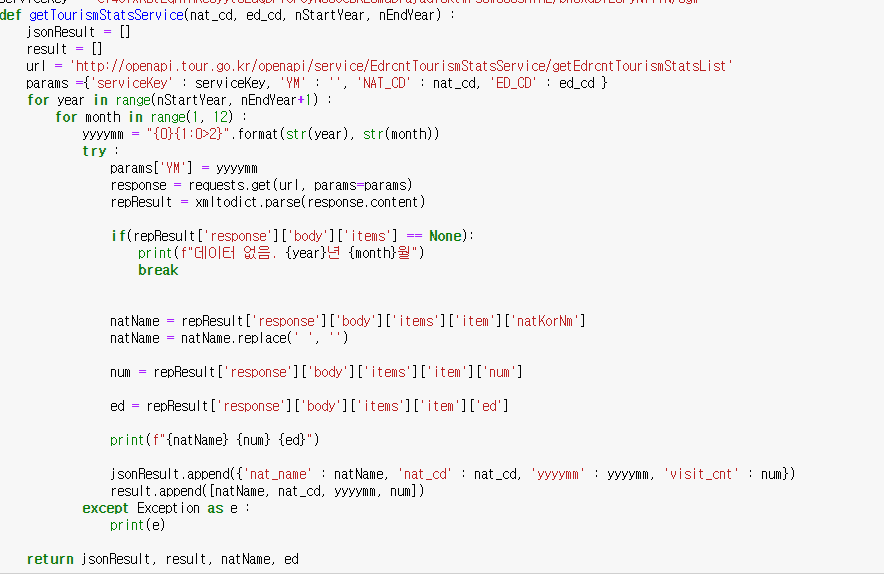 def getTourismStatsService(nat_cd, ed_cd, nStartYear, nEndYear) :
    jsonResult = []
    result = []
    url = 'http://openapi.tour.go.kr/openapi/service/EdrcntTourismStatsService/getEdrcntTourismStatsList'
    params ={'serviceKey' : serviceKey, 'YM' : '', 'NAT_CD' : nat_cd, 'ED_CD' : ed_cd }
    for year in range(nStartYear, nEndYear+1) :
        for month in range(1, 12) :
            yyyymm = "{0}{1:0>2}".format(str(year), str(month))
            try :
                params['YM'] = yyyymm
                response = requests.get(url, params=params)
                repResult = xmltodict.parse(response.content)
                if(repResult['response']['body']['items'] == None):
                    print(f"데이터 없음. {year}년 {month}월")
                    break
                natName = repResult['response']['body']['items']['item']['natKorNm']
                natName = natName.replace(' ', '')
                num = repResult['response']['body']['items']['item']['num']
                ed = repResult['response']['body']['items']['item']['ed']
                print(f"{natName} {num} {ed}")
                jsonResult.append({'nat_name' : natName, 'nat_cd' : nat_cd, 'yyyymm' : yyyymm, 'visit_cnt' : num})
                result.append([natName, nat_cd, yyyymm, num])
            except Exception as e :
                print(e)
    return jsonResult, result, natName, ed